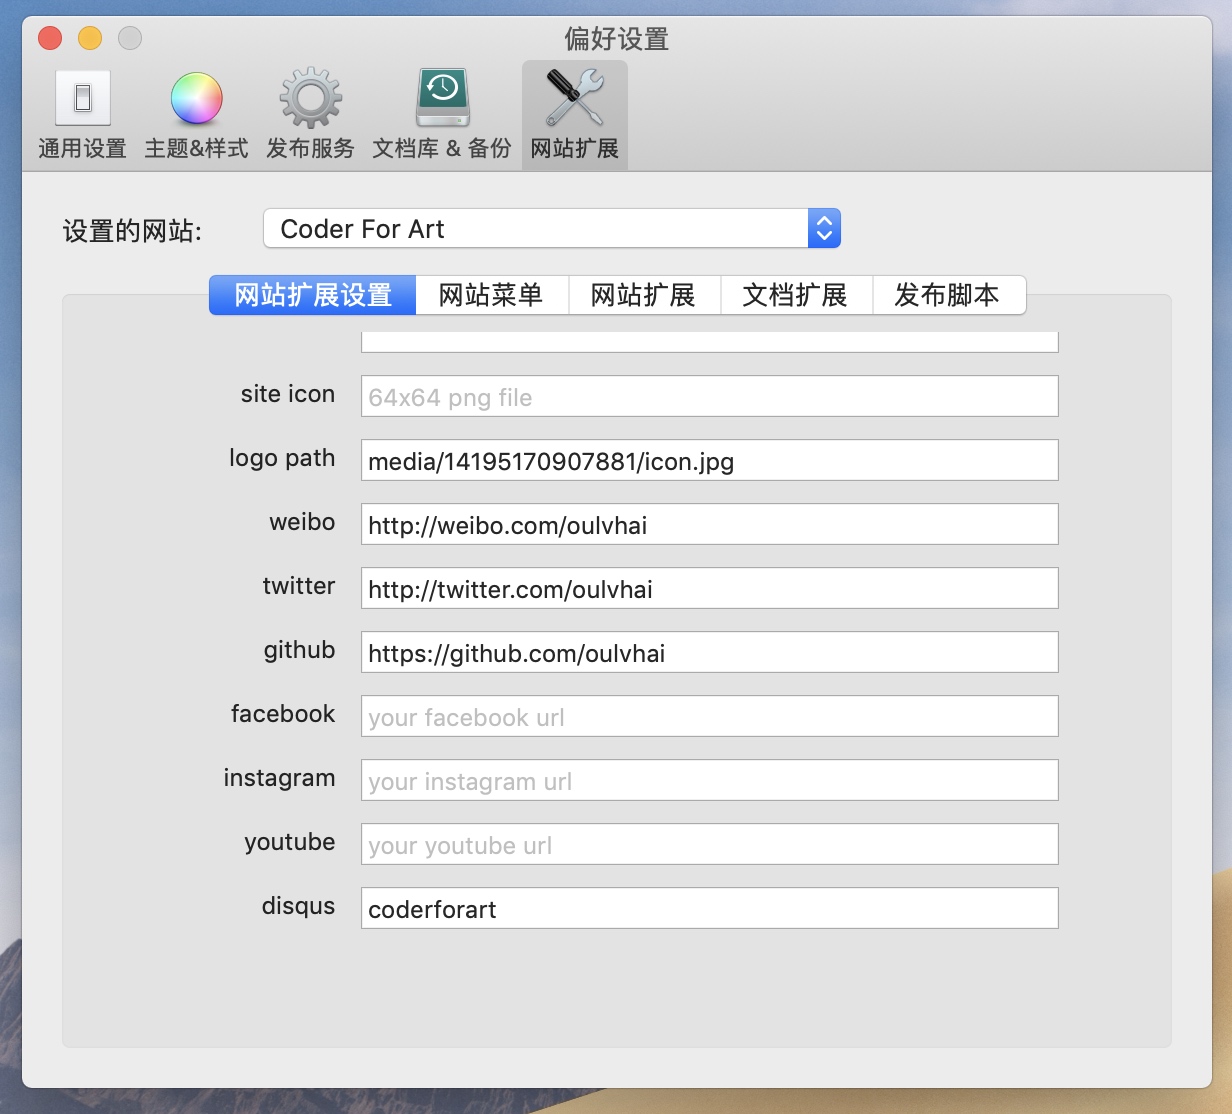 偏好设置
通用设置 主题&样式 发布服务 文档库 & 备份 网站扩展
设置的网站: Coder For Art
网站扩展设置 网站菜单 网站扩展 文档扩展 发布脚本
site icon 64x64 png file
logo path media/14195170907881/icon.jpg
weibo http://weibo.com/oulvhai
twitter http://twitter.com/oulvhai
github https://github.com/oulvhai
facebook your facebook url
instagram your instagram url
youtube your youtube url
disqus coderforart